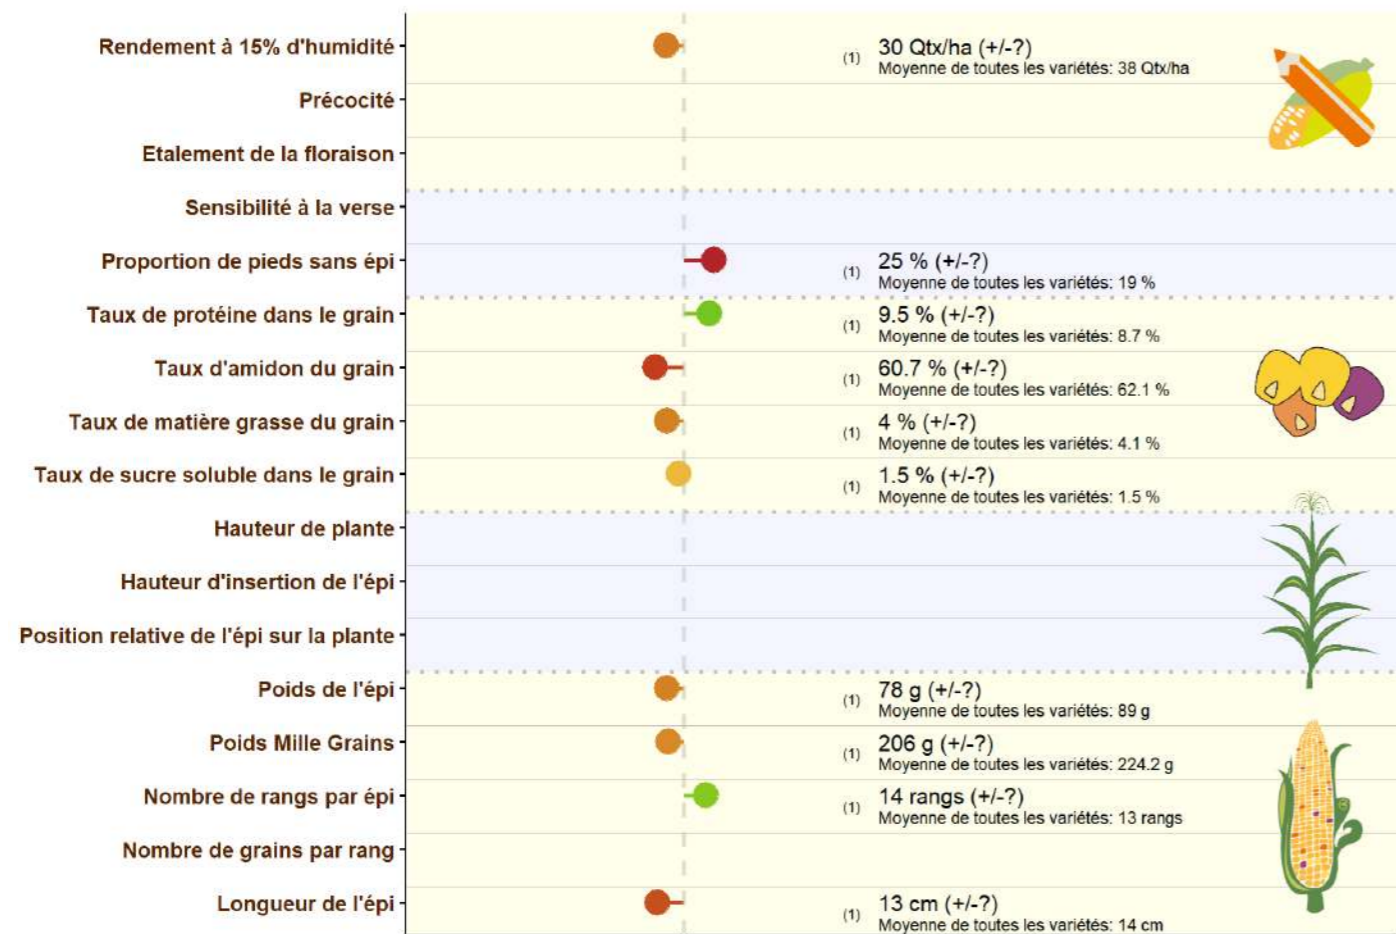 Rendement à 15% d'humidité
(1) 30 Qtx/ha (+/-?)
Moyenne de toutes les variétés: 38 Qtx/ha
Précocité
Etalement de la floraison
Sensibilité à la verse
Proportion de pieds sans épi
(1) 25 % (+/-?)
Moyenne de toutes les variétés: 19 %
Taux de protéine dans le grain
(1) 9.5 % (+/-?)
Moyenne de toutes les variétés: 8.7 %
Taux d'amidon du grain
(1) 60.7 % (+/-?)
Moyenne de toutes les variétés: 62.1 %
Taux de matière grasse du grain
(1) 4 % (+/-?)
Moyenne de toutes les variétés: 4.1 %
Taux de sucre soluble dans le grain
(1) 1.5 % (+/-?)
Moyenne de toutes les variétés: 1.5 %
Hauteur de plante
Hauteur d'insertion de l'épi
Position relative de l'épi sur la plante
Poids de l'épi
(1) 78 g (+/-?)
Moyenne de toutes les variétés: 89 g
Poids Mille Grains
(1) 206 g (+/-?)
Moyenne de toutes les variétés: 224.2 g
Nombre de rangs par épi
(1) 14 rangs (+/-?)
Moyenne de toutes les variétés: 13 rangs
Nombre de grains par rang
Longueur de l'épi
(1) 13 cm (+/-?)
Moyenne de toutes les variétés: 14 cm